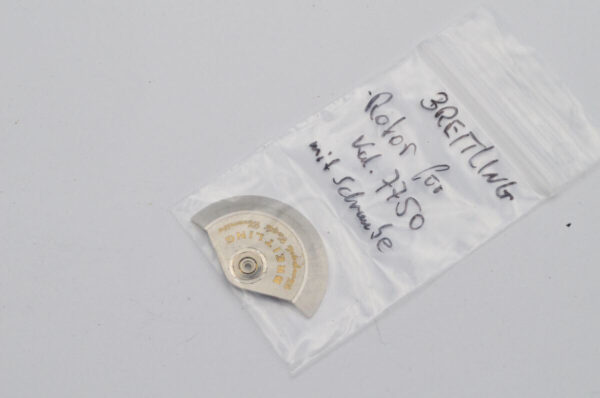 BREITLING
Rotor für
Kal. 7750
mit Schraube
BREITLING